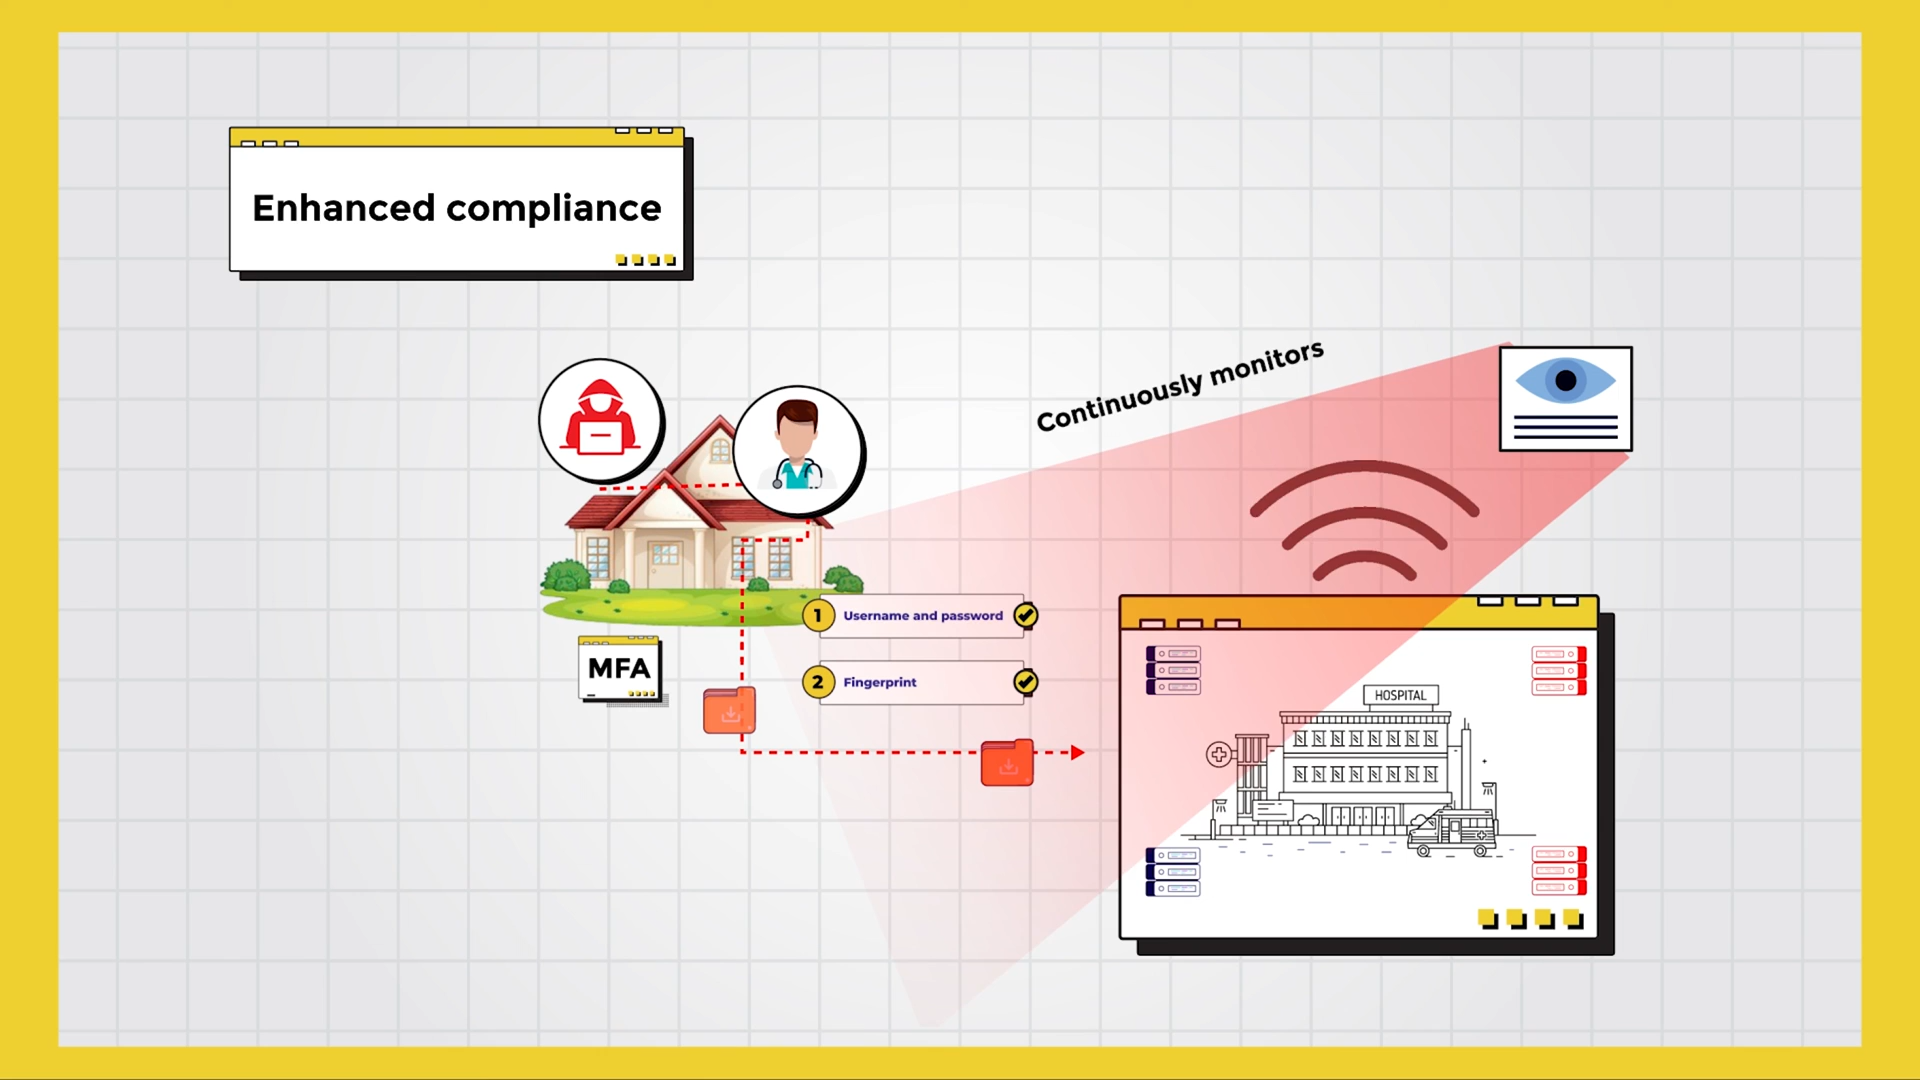 Enhanced compliance
Continuously monitors
1 Username and password
MFA
2 Fingerprint
HOSPITAL